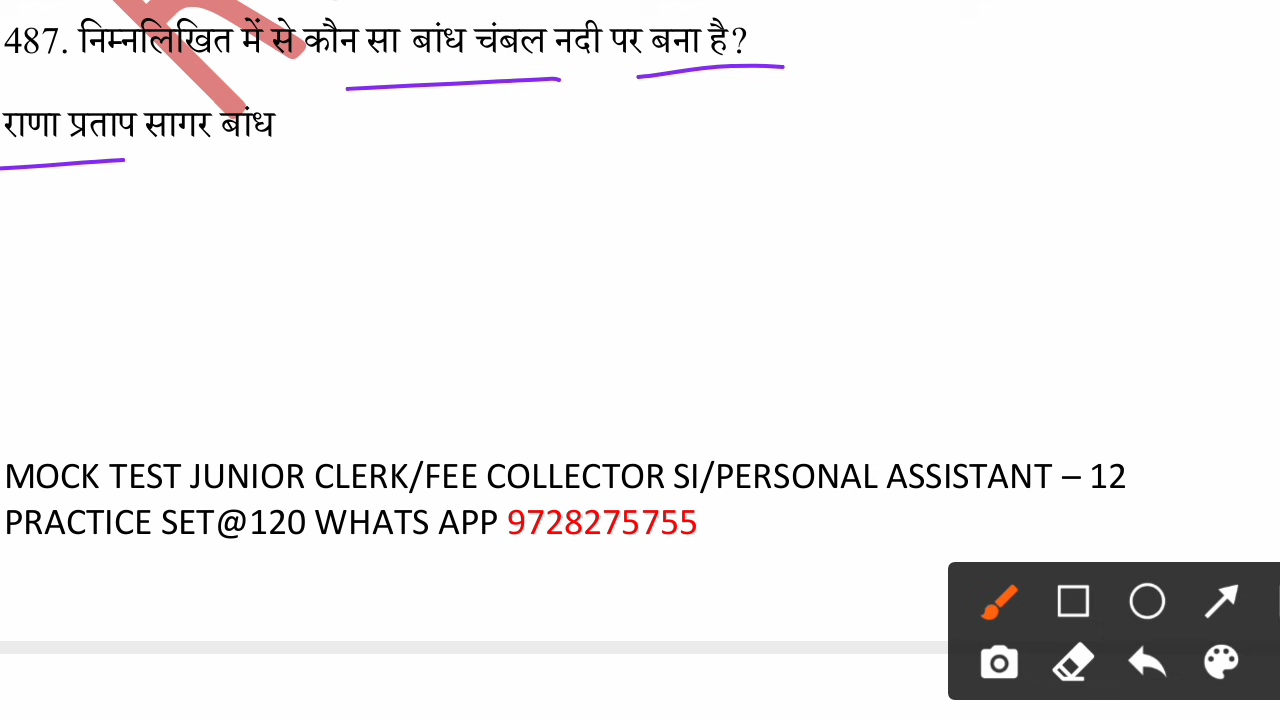 487. निम्नलिखित में से कौन सा बांध चंबल नदी पर बना है?
राणा प्रताप सागर बांध
MOCK TEST JUNIOR CLERK/FEE COLLECTOR SI/PERSONAL ASSISTANT – 12
PRACTICE SET@120 WHATS APP 9728275755